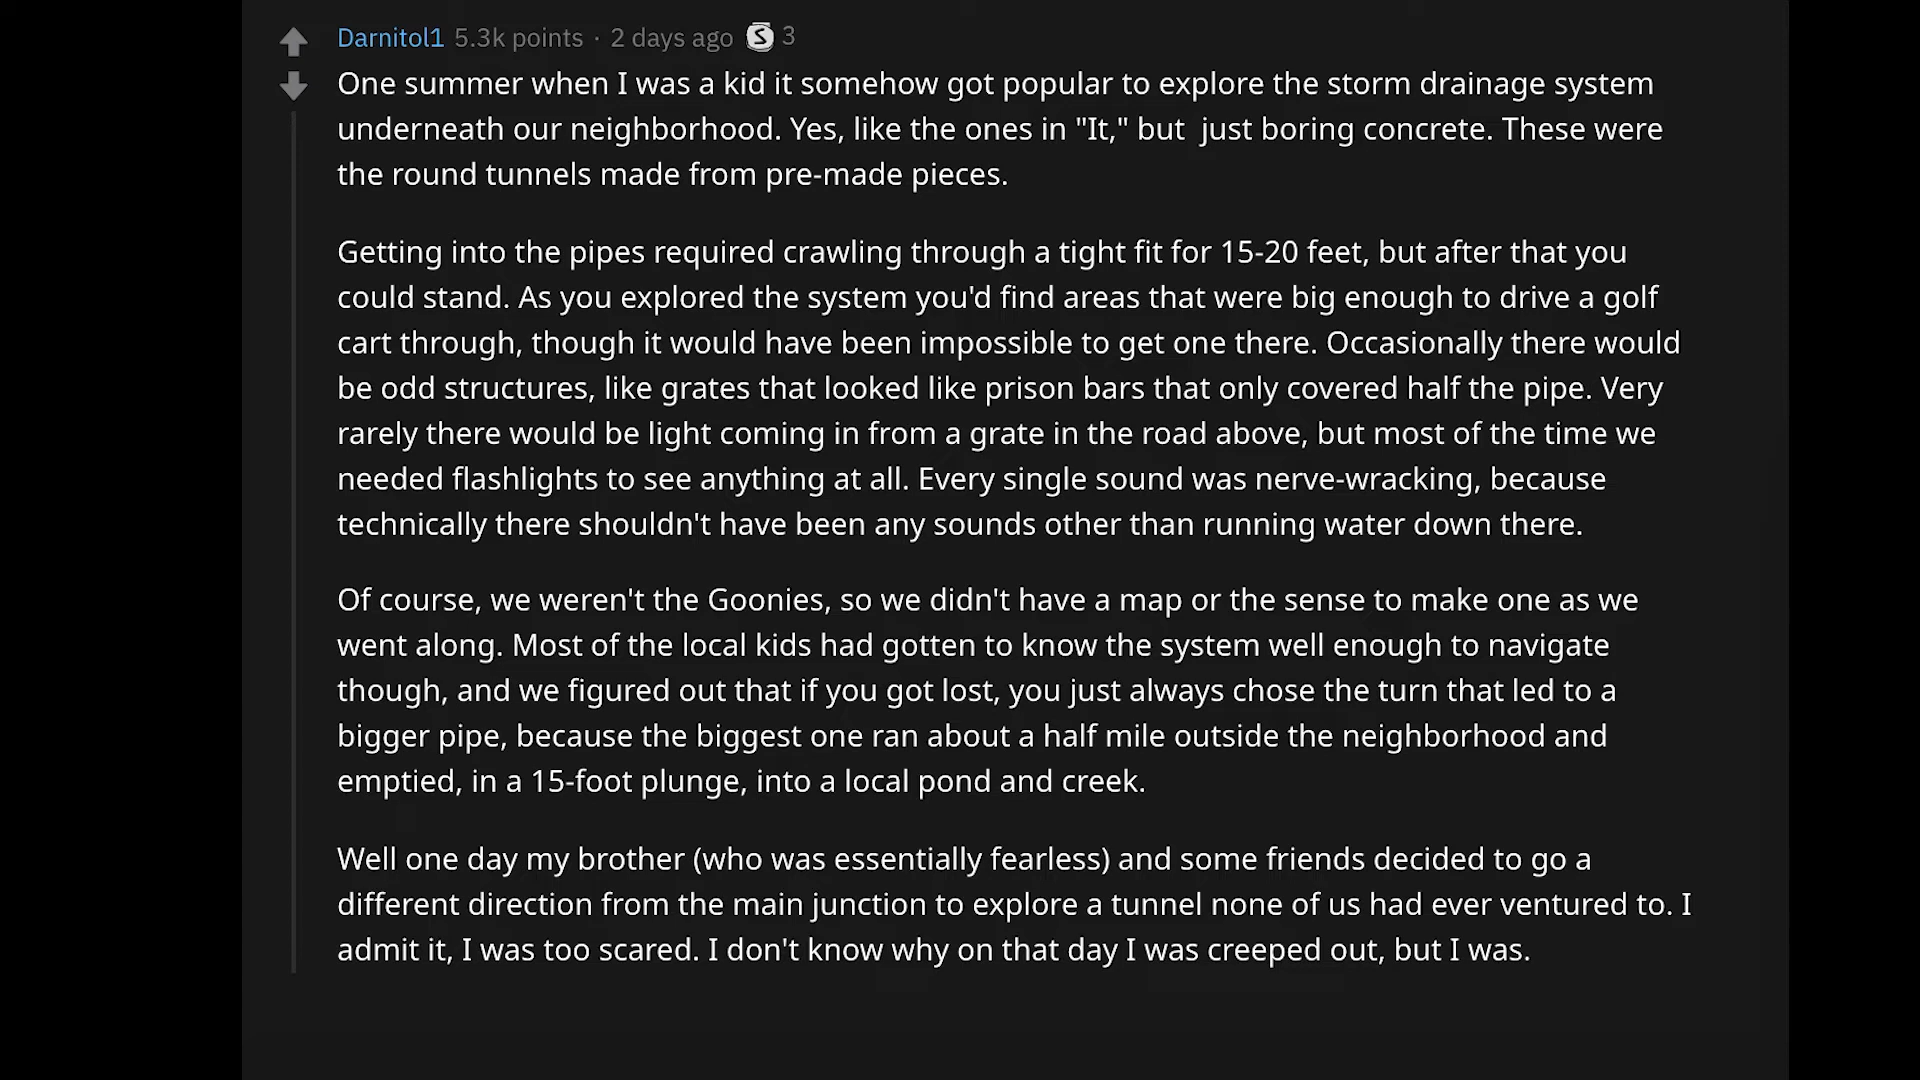 Darnitol1 5.3k points · 2 days ago S 3
One summer when I was a kid it somehow got popular to explore the storm drainage system
underneath our neighborhood. Yes, like the ones in "It," but just boring concrete. These were
the round tunnels made from pre-made pieces.
Getting into the pipes required crawling through a tight fit for 15-20 feet, but after that you
could stand. As you explored the system you'd find areas that were big enough to drive a golf
cart through, though it would have been impossible to get one there. Occasionally there would
be odd structures, like grates that looked like prison bars that only covered half the pipe. Very
rarely there would be light coming in from a grate in the road above, but most of the time we
needed flashlights to see anything at all. Every single sound was nerve-wracking, because
technically there shouldn't have been any sounds other than running water down there.
Of course, we weren't the Goonies, so we didn't have a map or the sense to make one as we
went along. Most of the local kids had gotten to know the system well enough to navigate
though, and we figured out that if you got lost, you just always chose the turn that led to a
bigger pipe, because the biggest one ran about a half mile outside the neighborhood and
emptied, in a 15-foot plunge, into a local pond and creek.
Well one day my brother (who was essentially fearless) and some friends decided to go a
different direction from the main junction to explore a tunnel none of us had ever ventured to. I
admit it, I was too scared. I don't know why on that day I was creeped out, but I was.